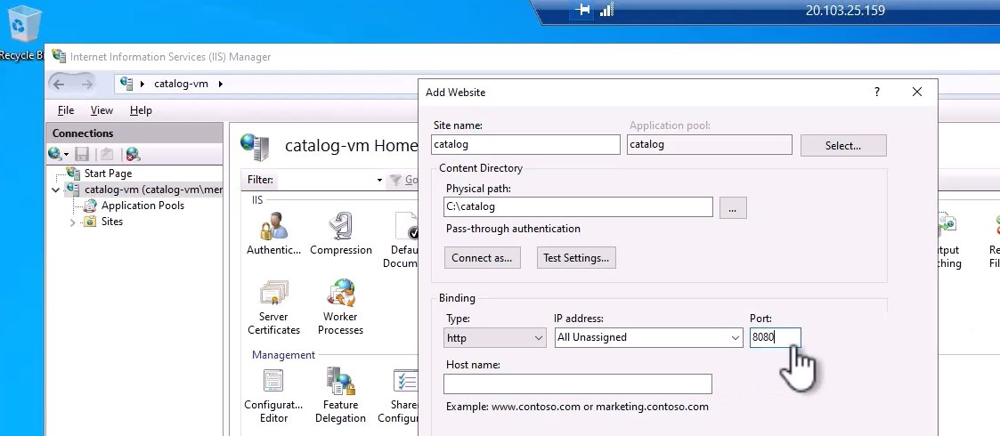 20.103.25.159
Recycle Bi
Internet Information Services (IIS) Manager
catalog-vm
File View Help
Connections
Start Page
catalog-vm (catalog-vm\mer
Application Pools
Sites
catalog-vm Home
Filter:
Go
IIS
Authentic...
Compression
Defau
Docum
Server
Certificates
Worker
Processes
Management
Configurat...
Editor
Feature
Delegation
Share
Configu
Add Website
?
Site name:
Application pool:
catalog
catalog
Select...
Content Directory
Physical path:
C:\catalog
...
Pass-through authentication
Connect as...
Test Settings...
Binding
Type:
IP address:
Port:
http
All Unassigned
8080
Host name:
Example: www.contoso.com or marketing.contoso.com